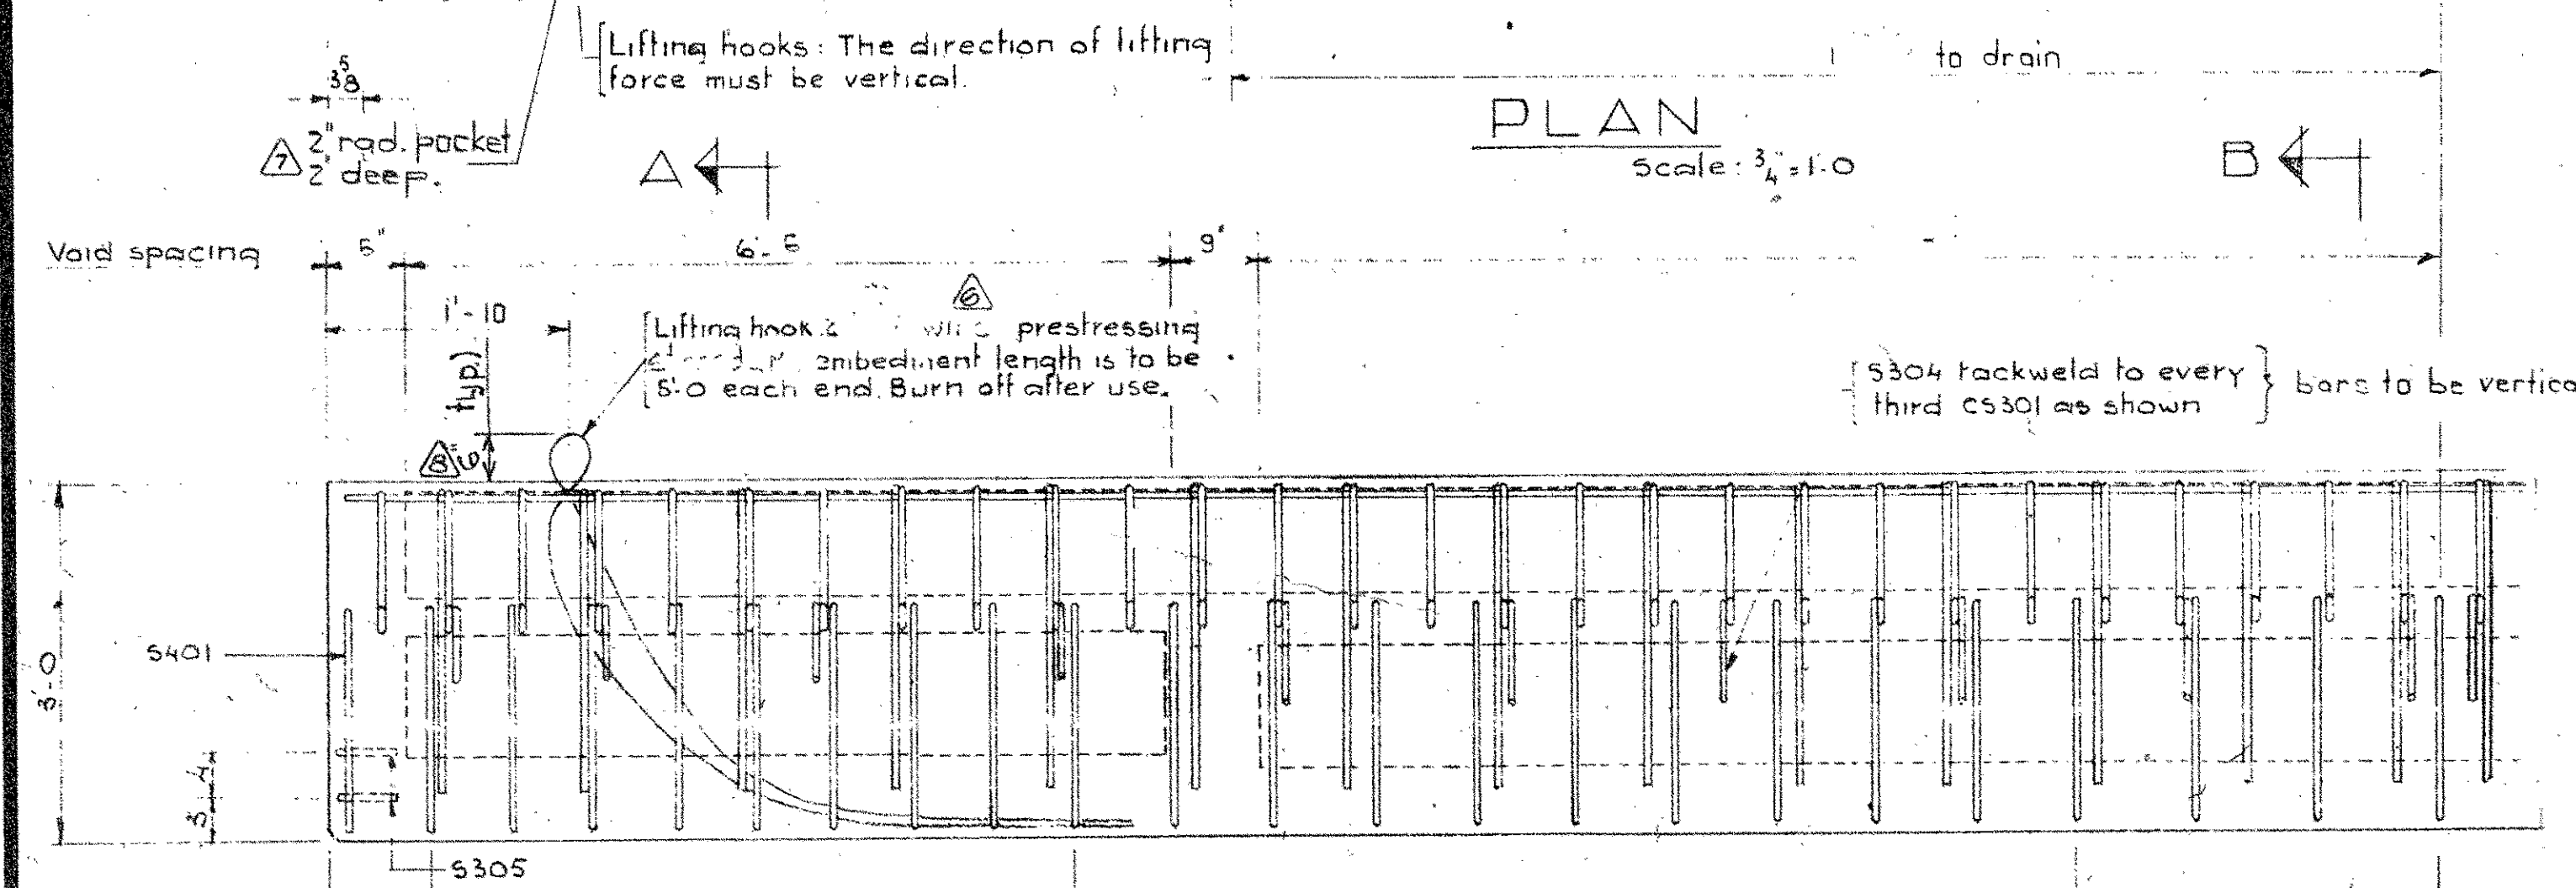 Lifting hooks: The direction of lifting
force must be vertical.
to drain
3 5/8
7
2" rad. pocket
2" deep.
A
PLAN
Scale: 3/4" = 1'-0
B
Void spacing
5"
9"
1'-10
6
Lifting hook prestressing
embedment length is to be
5'-0 each end. Burn off after use.
8
6" typ.)
S304 tackweld to every
third CS301 as shown
bars to be vertica
S401
3'-0
4
3
S305